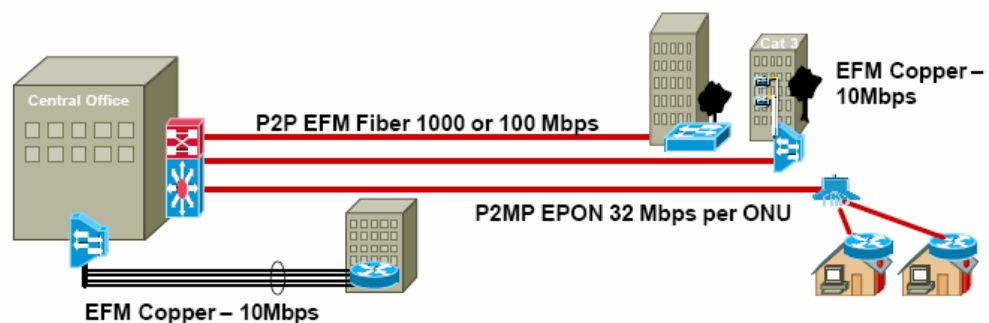 Cat 3
EFM Copper –
10Mbps
Central Office
P2P EFM Fiber 1000 or 100 Mbps
P2MP EPON 32 Mbps per ONU
EFM Copper – 10Mbps